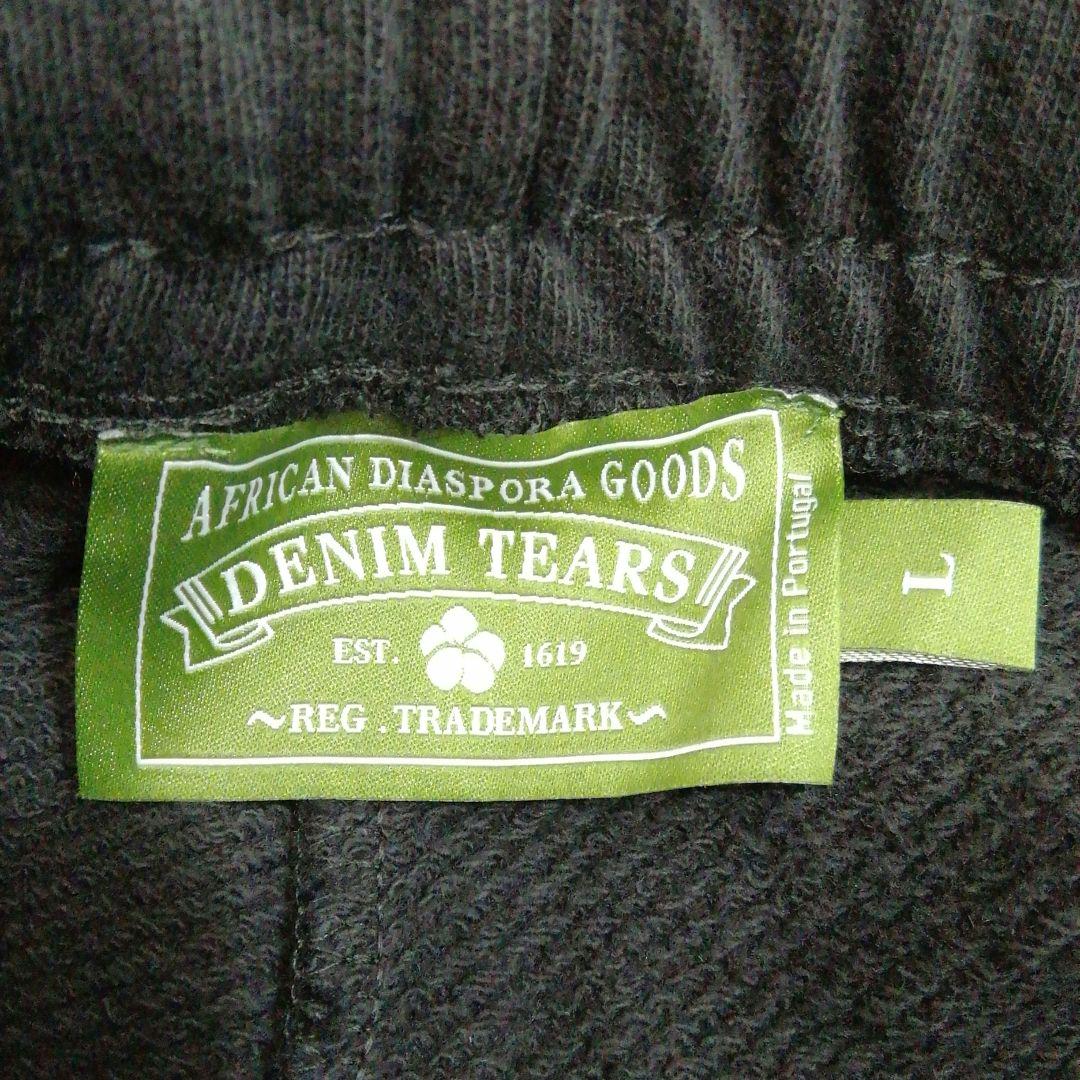 AFRICAN DIASPORA GOODS
DENIM TEARS
EST. 1619
~REG . TRADEMARK~
Made in Portugal
L